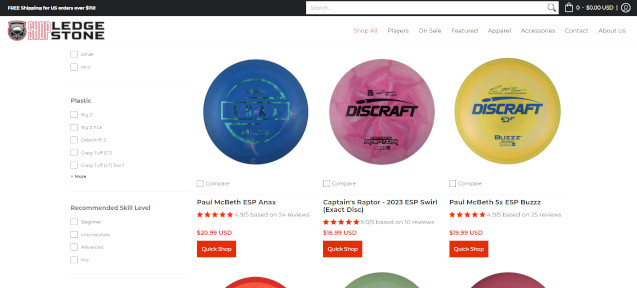 FREE Shipping for US orders over $70!
Search...
0 - $0.00 USD |
SHOP LEDGE
STONE
Shop All Players On Sale Featured Apparel Accessories Contact About Us
Driver
Mini
Plastic
Big Z
Big Z FLX
ColorShift Z
Crazy Tuff (CT)
Crazy Tuff (CT) Swirl
+ More
Recommended Skill Level
Beginner
Intermediate
Advanced
Pro
DISCRAFT
DISCRAFT
Buzzz
Compare
Compare
Compare
Paul McBeth ESP Anax
4.9/5 based on 24 reviews
$20.99 USD
Quick Shop
Captain's Raptor - 2023 ESP Swirl
(Exact Disc)
5.0/5 based on 10 reviews
$16.99 USD
Quick Shop
Paul McBeth 5x ESP Buzzz
4.9/5 based on 25 reviews
$19.99 USD
Quick Shop